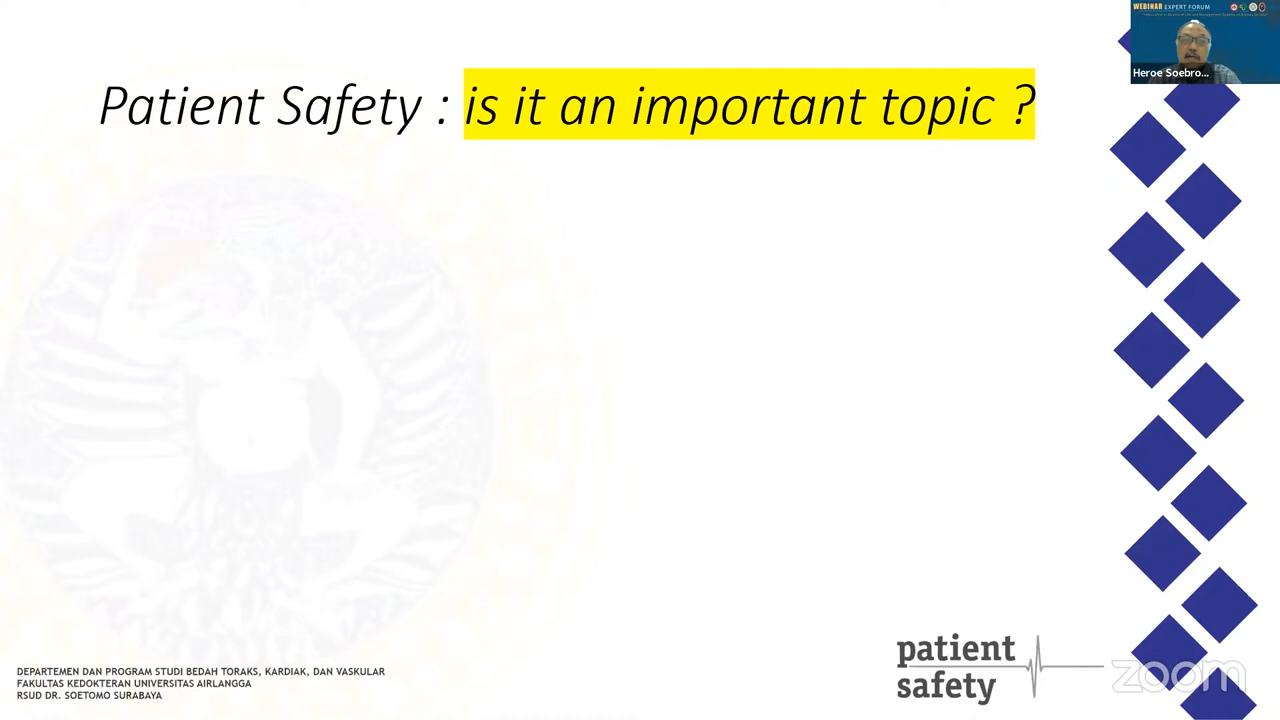 WEBINAR EXPERT FORUM
Heroe Soebro...
Patient Safety : is it an important topic ?
DEPARTEMEN DAN PROGRAM STUDI BEDAH TORAKS, KARDIAK, DAN VASKULAR
FAKULTAS KEDOKTERAN UNIVERSITAS AIRLANGGA
RSUD DR. SOETOMO SURABAYA
patient
safety
zoom